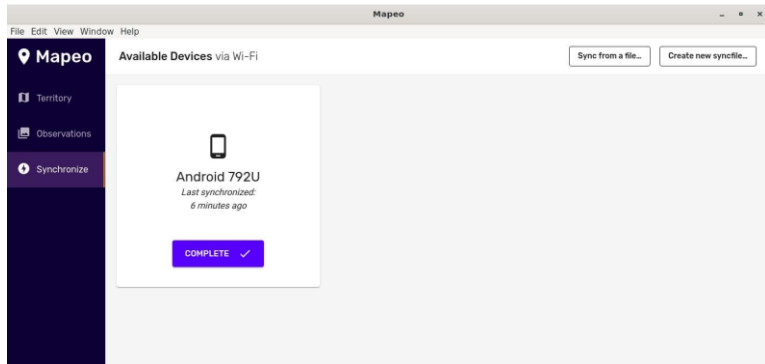 Mapeo
File Edit View Window Help
Mapeo
Available Devices via Wi-Fi
Sync from a file…
Create new syncfile…
Territory
Observations
Synchronize
Android 792U
Last synchronized:
6 minutes ago
COMPLETE